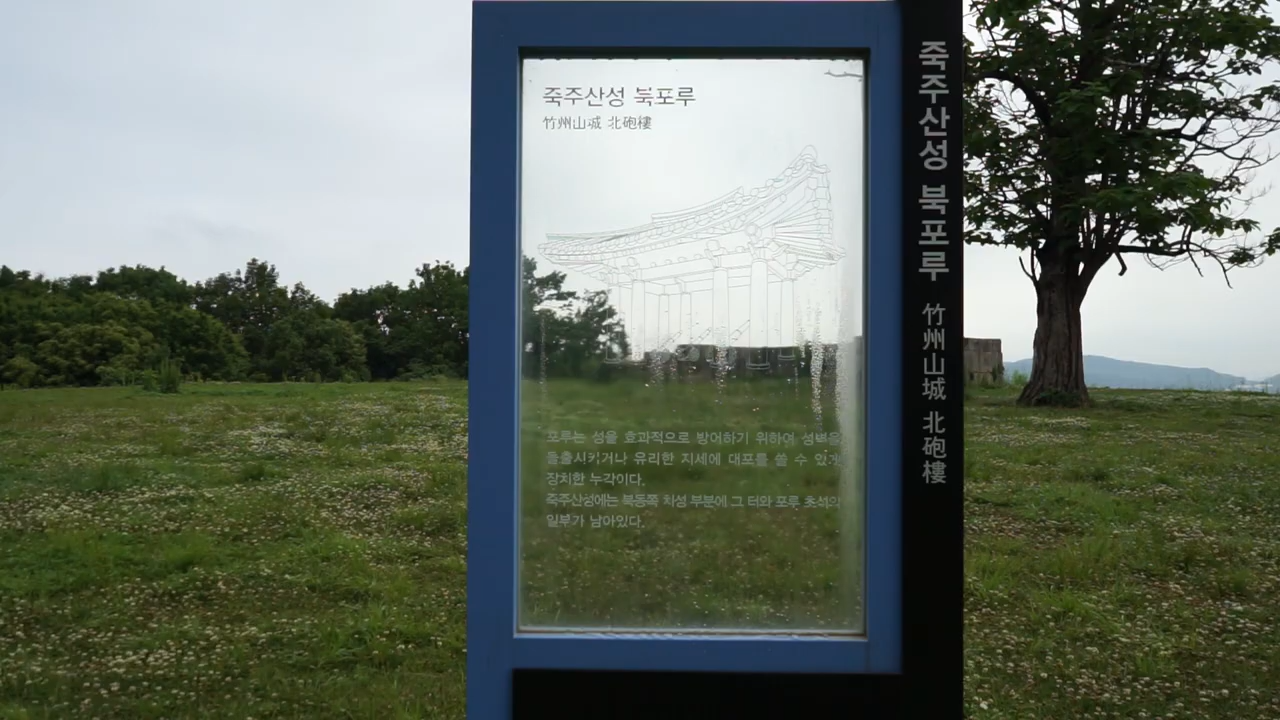 죽주산성 북포루
竹州山城 北砲樓
포루는 성을 효과적으로 방어하기 위하여 성벽을
돌출시키거나 유리한 지세에 대포를 쏠 수 있게
장치한 누각이다.
죽주산성에는 북동쪽 치성 부분에 그 터와 포루 초석의
일부가 남아있다.
죽주산성 북포루 竹州山城 北砲樓